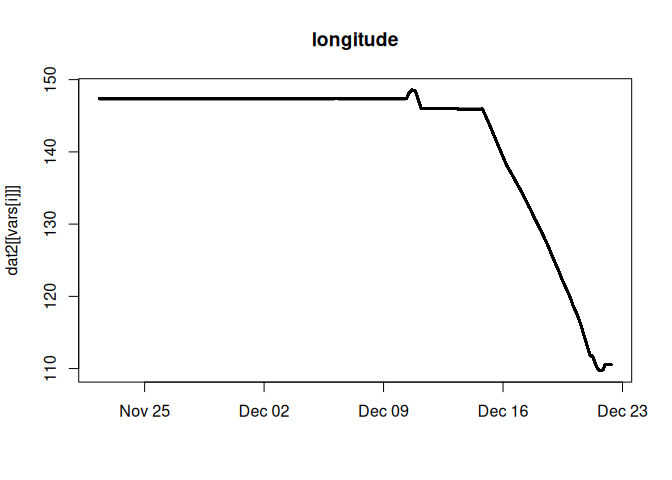 longitude
dat2[[vars[i]]]
150
140
130
120
110
Nov 25
Dec 02
Dec 09
Dec 16
Dec 23